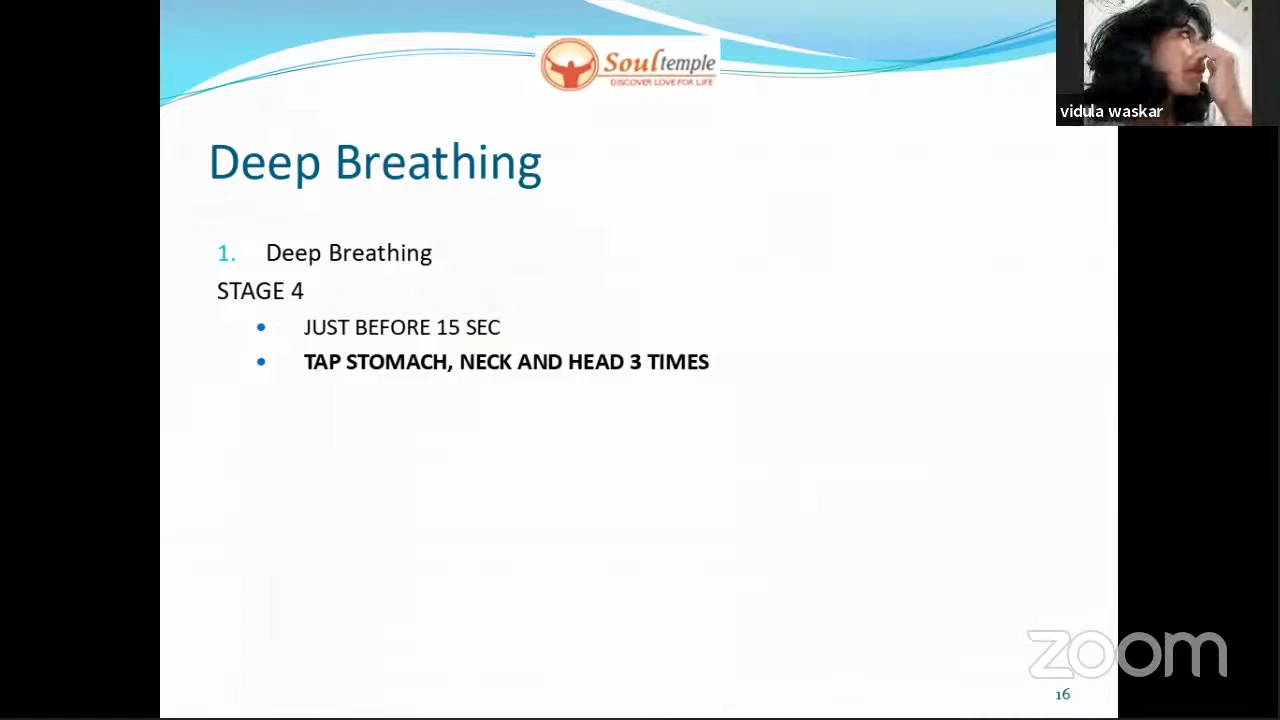 Soul temple
DISCOVER LOVE FOR LIFE
vidula waskar
Deep Breathing
1. Deep Breathing
STAGE 4
• JUST BEFORE 15 SEC
• TAP STOMACH, NECK AND HEAD 3 TIMES
zoom
16